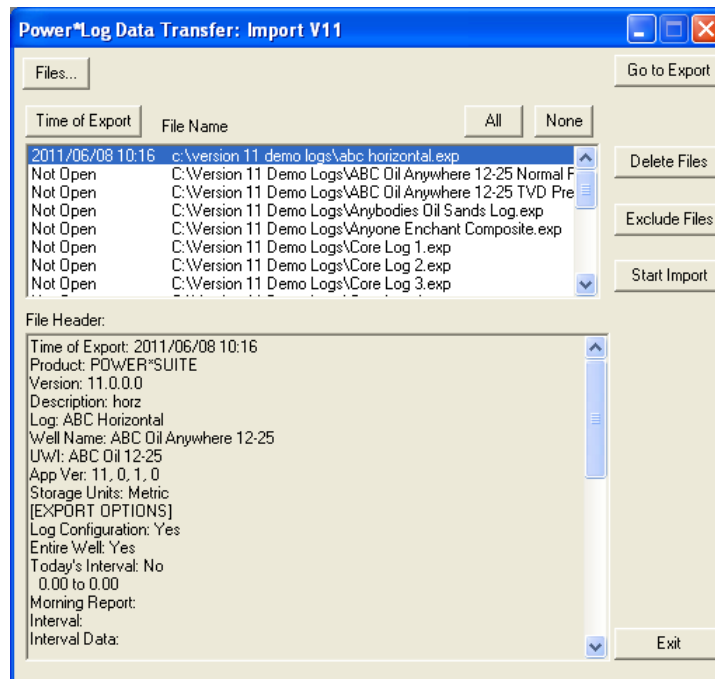 Power*Log Data Transfer: Import V11
Files...
Go to Export
Time of Export File Name All None
2011/06/08 10:16 c:\version 11 demo logs\abc horizontal.exp
Not Open C:\Version 11 Demo Logs\ABC Oil Anywhere 12-25 Normal F
Not Open C:\Version 11 Demo Logs\ABC Oil Anywhere 12-25 TVD Pre
Not Open C:\Version 11 Demo Logs\Anybodies Oil Sands Log.exp
Not Open C:\Version 11 Demo Logs\Anyone Enchant Composite.exp
Not Open C:\Version 11 Demo Logs\Core Log 1.exp
Not Open C:\Version 11 Demo Logs\Core Log 2.exp
Not Open C:\Version 11 Demo Logs\Core Log 3.exp
Delete Files
Exclude Files
Start Import
File Header:
Time of Export: 2011/06/08 10:16
Product: POWER*SUITE
Version: 11.0.0.0
Description: horz
Log: ABC Horizontal
Well Name: ABC Oil Anywhere 12-25
UWI: ABC Oil 12-25
App Ver: 11, 0, 1, 0
Storage Units: Metric
[EXPORT OPTIONS]
Log Configuration: Yes
Entire Well: Yes
Today's Interval: No
0.00 to 0.00
Morning Report:
Interval:
Interval Data:
Exit